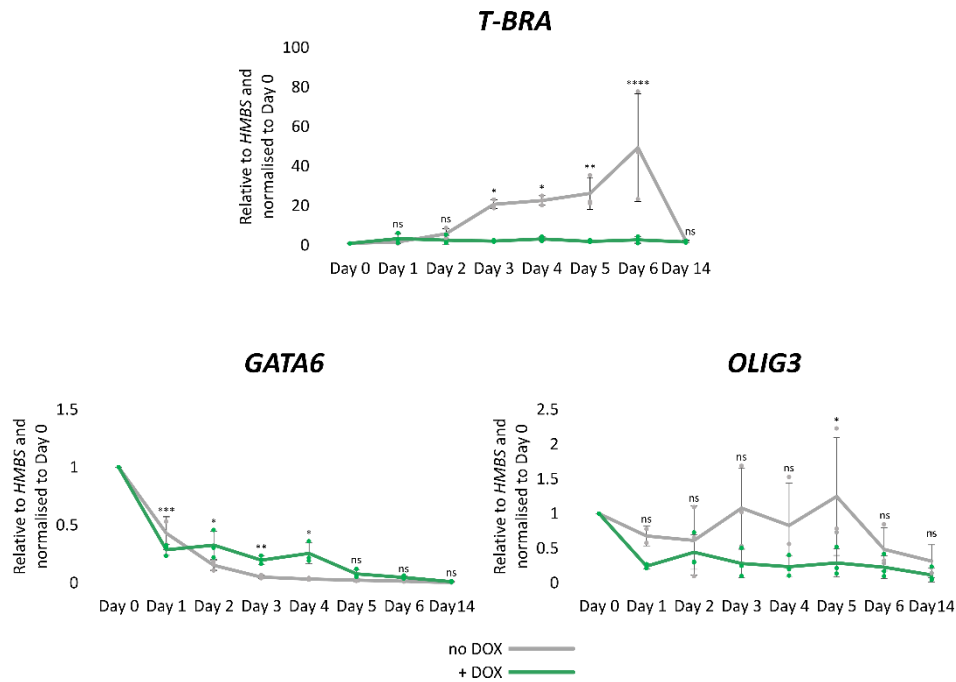 T-BRA
Relative to HMBS and
normalised to Day 0
100
80
60
40
20
0
ns
ns
*
*
**
****
ns
Day 0 Day 1 Day 2 Day 3 Day 4 Day 5 Day 6 Day 14
GATA6
Relative to HMBS and
normalised to Day 0
1.5
1
0.5
0
***
*
**
*
ns
ns
ns
Day 0 Day 1 Day 2 Day 3 Day 4 Day 5 Day 6 Day14
OLIG3
Relative to HMBS and
normalised to Day 0
2.5
2
1.5
1
0.5
0
ns
ns
ns
ns
*
ns
ns
Day 0 Day 1 Day 2 Day 3 Day 4 Day 5 Day 6 Day14
no DOX
+ DOX